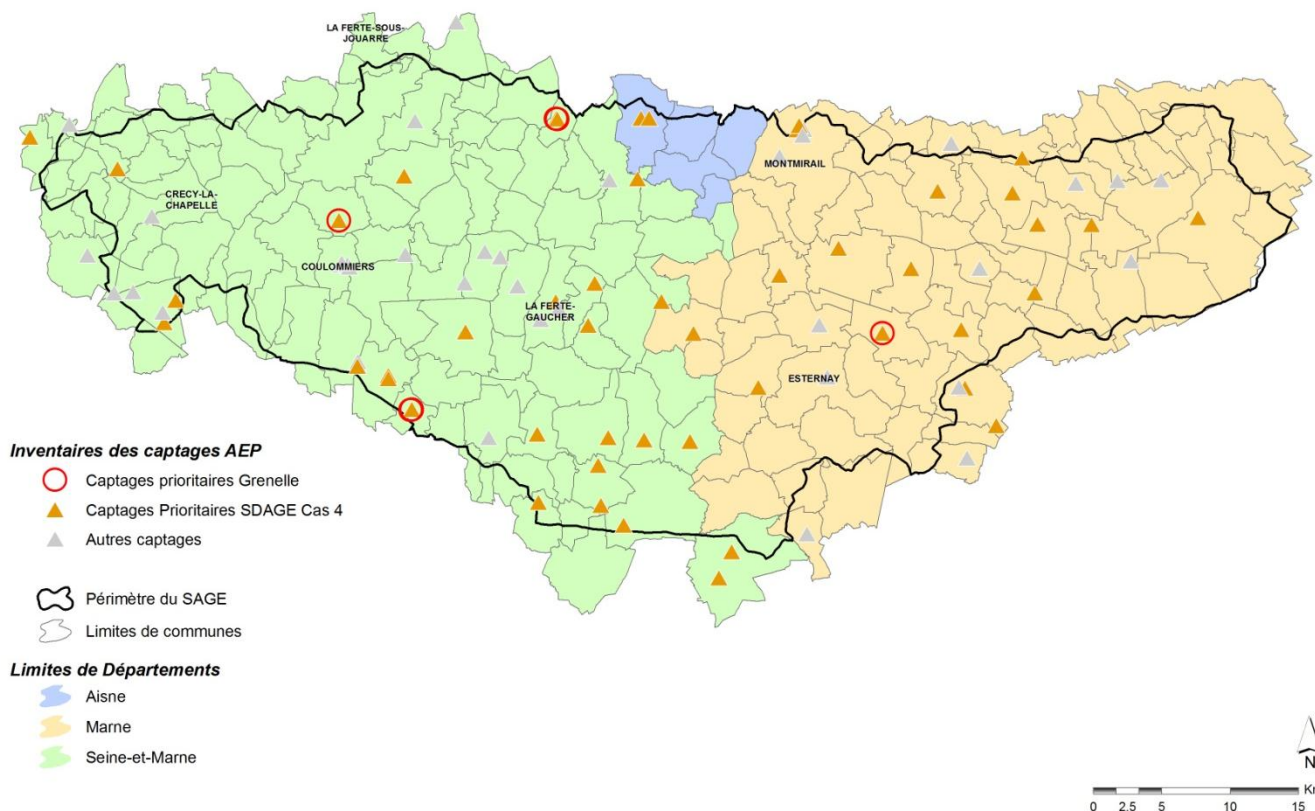 LA FERTE-SOUS-
JOUARRE
MONTMIRAIL
CRECY-LA-
CHAPELLE
COULOMMIERS
LA FERTE-
GAUCHER
ESTERNAY
Inventaires des captages AEP
Captages prioritaires Grenelle
Captages Prioritaires SDAGE Cas 4
Autres captages
Périmètre du SAGE
Limites de communes
Limites de Départements
Aisne
Marne
Seine-et-Marne
N
0 2.5 5 10 15